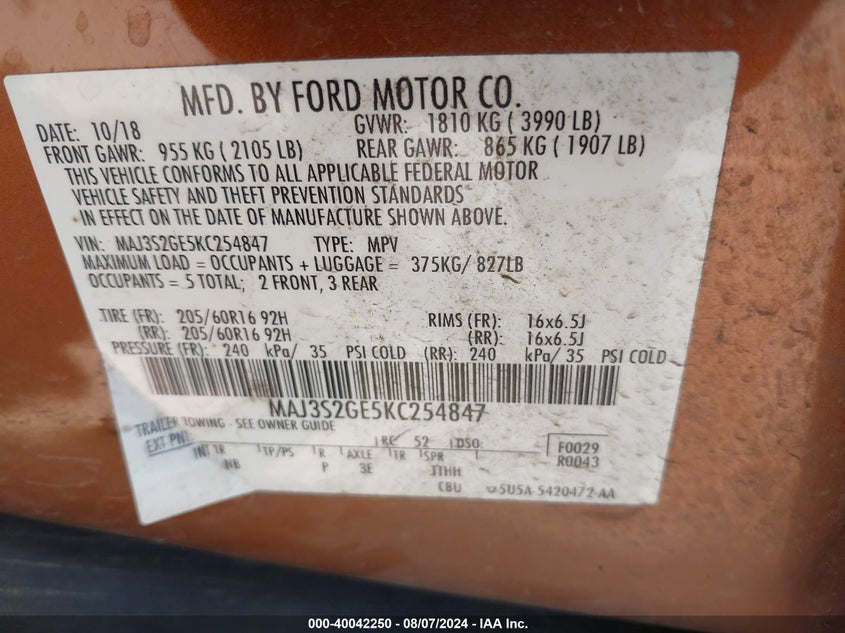 MFD. BY FORD MOTOR CO.
DATE: 10/18 GVWR: 1810 KG ( 3990 LB)
FRONT GAWR: 955 KG ( 2105 LB) REAR GAWR: 865 KG ( 1907 LB)
THIS VEHICLE CONFORMS TO ALL APPLICABLE FEDERAL MOTOR
VEHICLE SAFETY AND THEFT PREVENTION STANDARDS
IN EFFECT ON THE DATE OF MANUFACTURE SHOWN ABOVE.
VIN: MAJ3S2GE5KC254847 TYPE: MPV
MAXIMUM LOAD = OCCUPANTS + LUGGAGE = 375KG/ 827LB
OCCUPANTS = 5 TOTAL; 2 FRONT, 3 REAR
TIRE (FR): 205/60R16 92H RIMS (FR): 16x6.5J
(RR): 205/60R16 92H (RR): 16x6.5J
PRESSURE (FR): 240 kPa/ 35 PSI COLD (RR): 240 kPa/ 35 PSI COLD
MAJ3S2GE5KC254847
TRAILER TOWING - SEE OWNER GUIDE
EXT PNT: RC: 52 DSO: F0029
INT TR TP/PS R AXLE TR SPR R0043
NB P 3E JTHH
CBU 5U5A-5420472-AA
000-40042250 - 08/07/2024 - IAA Inc.